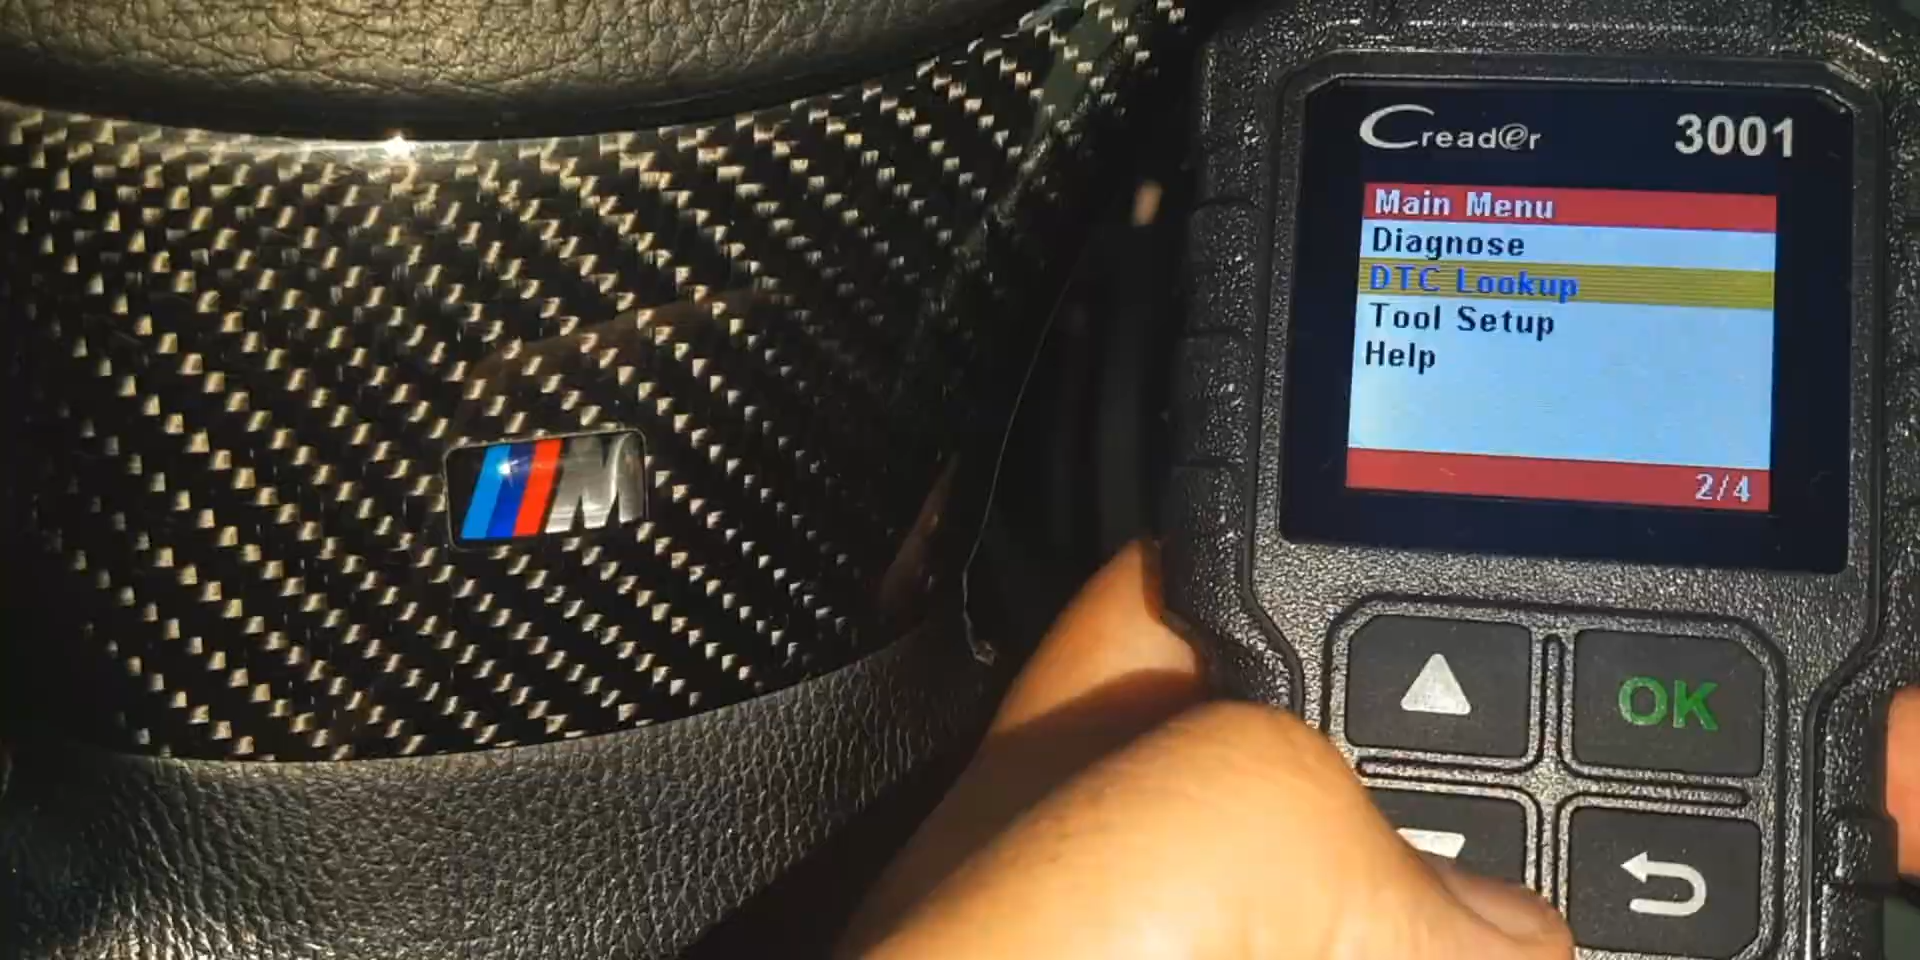 M
Creader 3001
Main Menu
Diagnose
DTC Lookup
Tool Setup
Help
2/4
OK